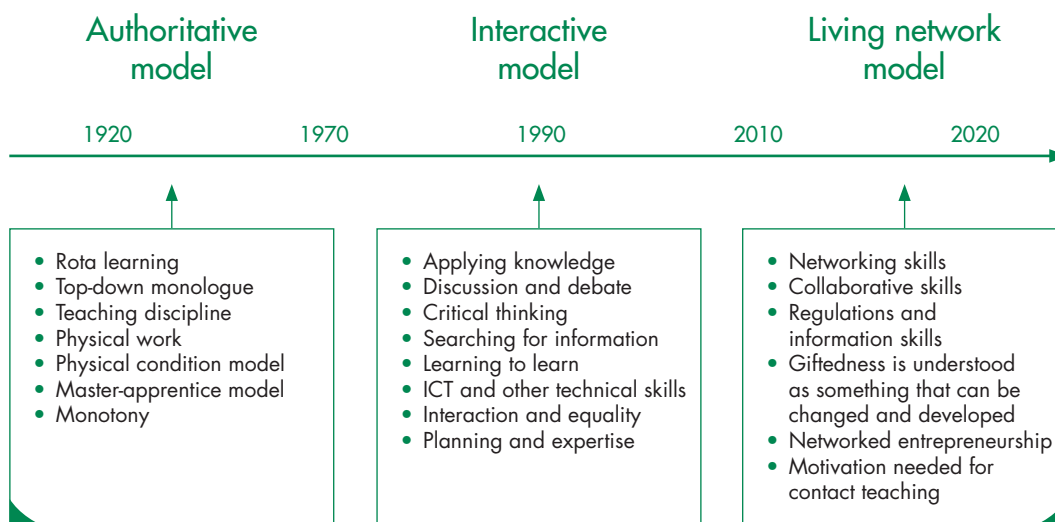 Authoritative
model
Interactive
model
Living network
model
1920
1970
1990
2010
2020
• Rota learning
• Top-down monologue
• Teaching discipline
• Physical work
• Physical condition model
• Master-apprentice model
• Monotony
• Applying knowledge
• Discussion and debate
• Critical thinking
• Searching for information
• Learning to learn
• ICT and other technical skills
• Interaction and equality
• Planning and expertise
• Networking skills
• Collaborative skills
• Regulations and
information skills
• Giftedness is understood
as something that can be
changed and developed
• Networked entrepreneurship
• Motivation needed for
contact teaching